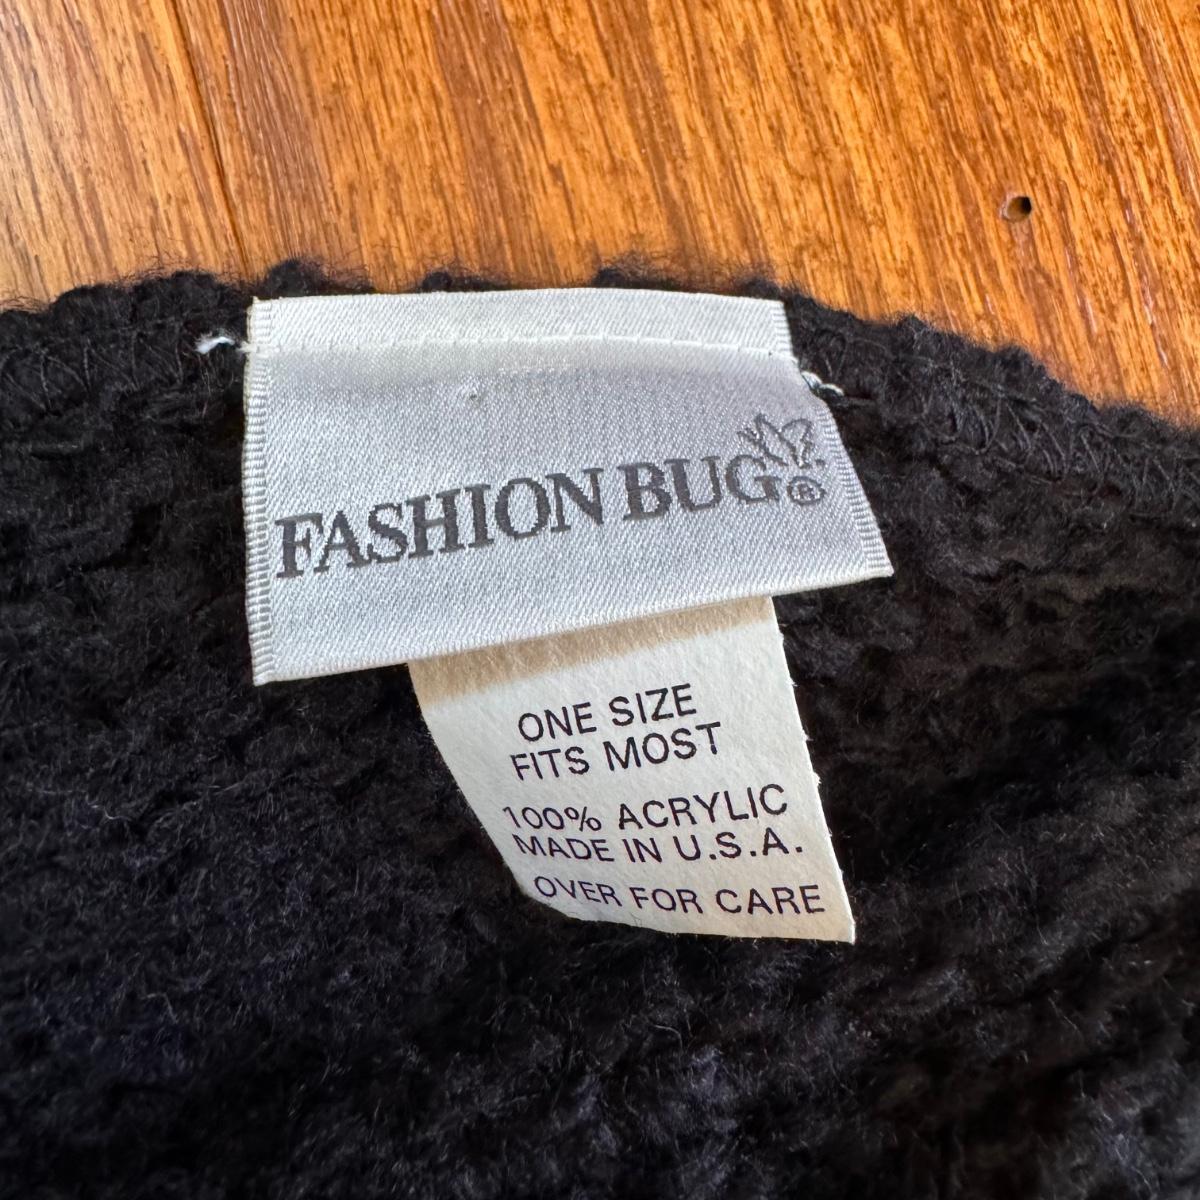 FASHION BUG®
ONE SIZE
FITS MOST
100% ACRYLIC
MADE IN U.S.A.
OVER FOR CARE